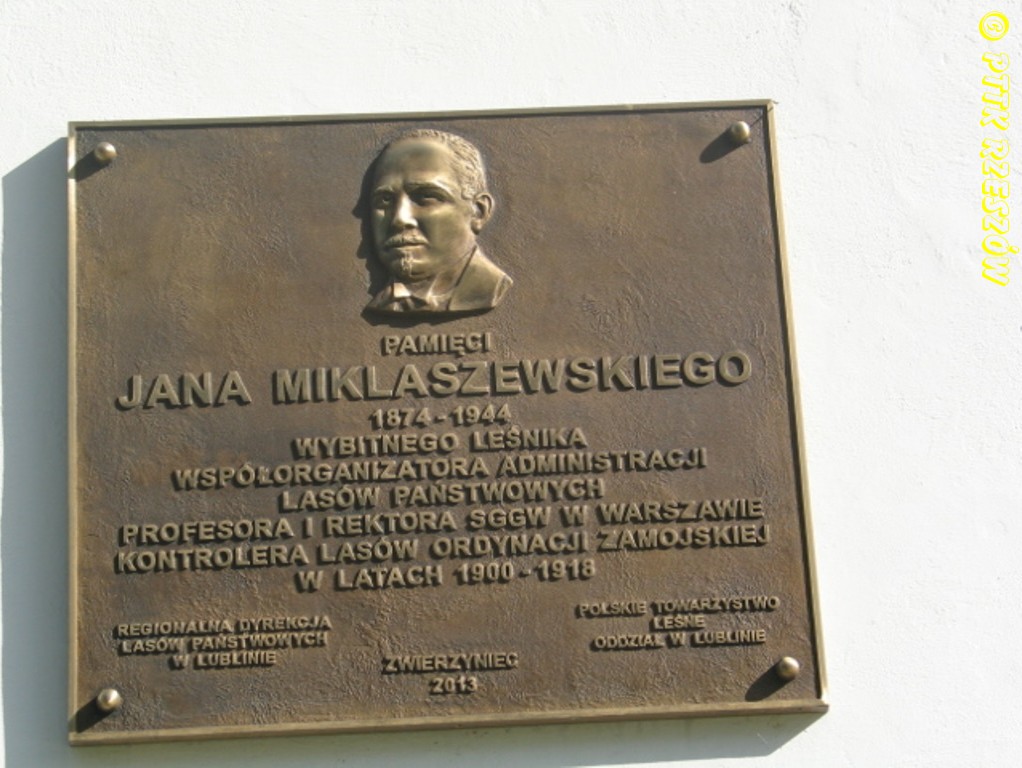 PAMIĘCI
JANA MIKLASZEWSKIEGO
1874 - 1944
WYBITNEGO LEŚNIKA
WSPÓŁORGANIZATORA ADMINISTRACJI
LASÓW PAŃSTWOWYCH
PROFESORA I REKTORA SGGW W WARSZAWIE
KONTROLERA LASÓW ORDYNACJI ZAMOJSKIEJ
W LATACH 1900 - 1918
REGIONALNA DYREKCJA
LASÓW PAŃSTWOWYCH
W LUBLINIE
ZWIERZYNIEC
2013
POLSKIE TOWARZYSTWO
LEŚNE
ODDZIAŁ W LUBLINIE
© PTTK RZESZÓW